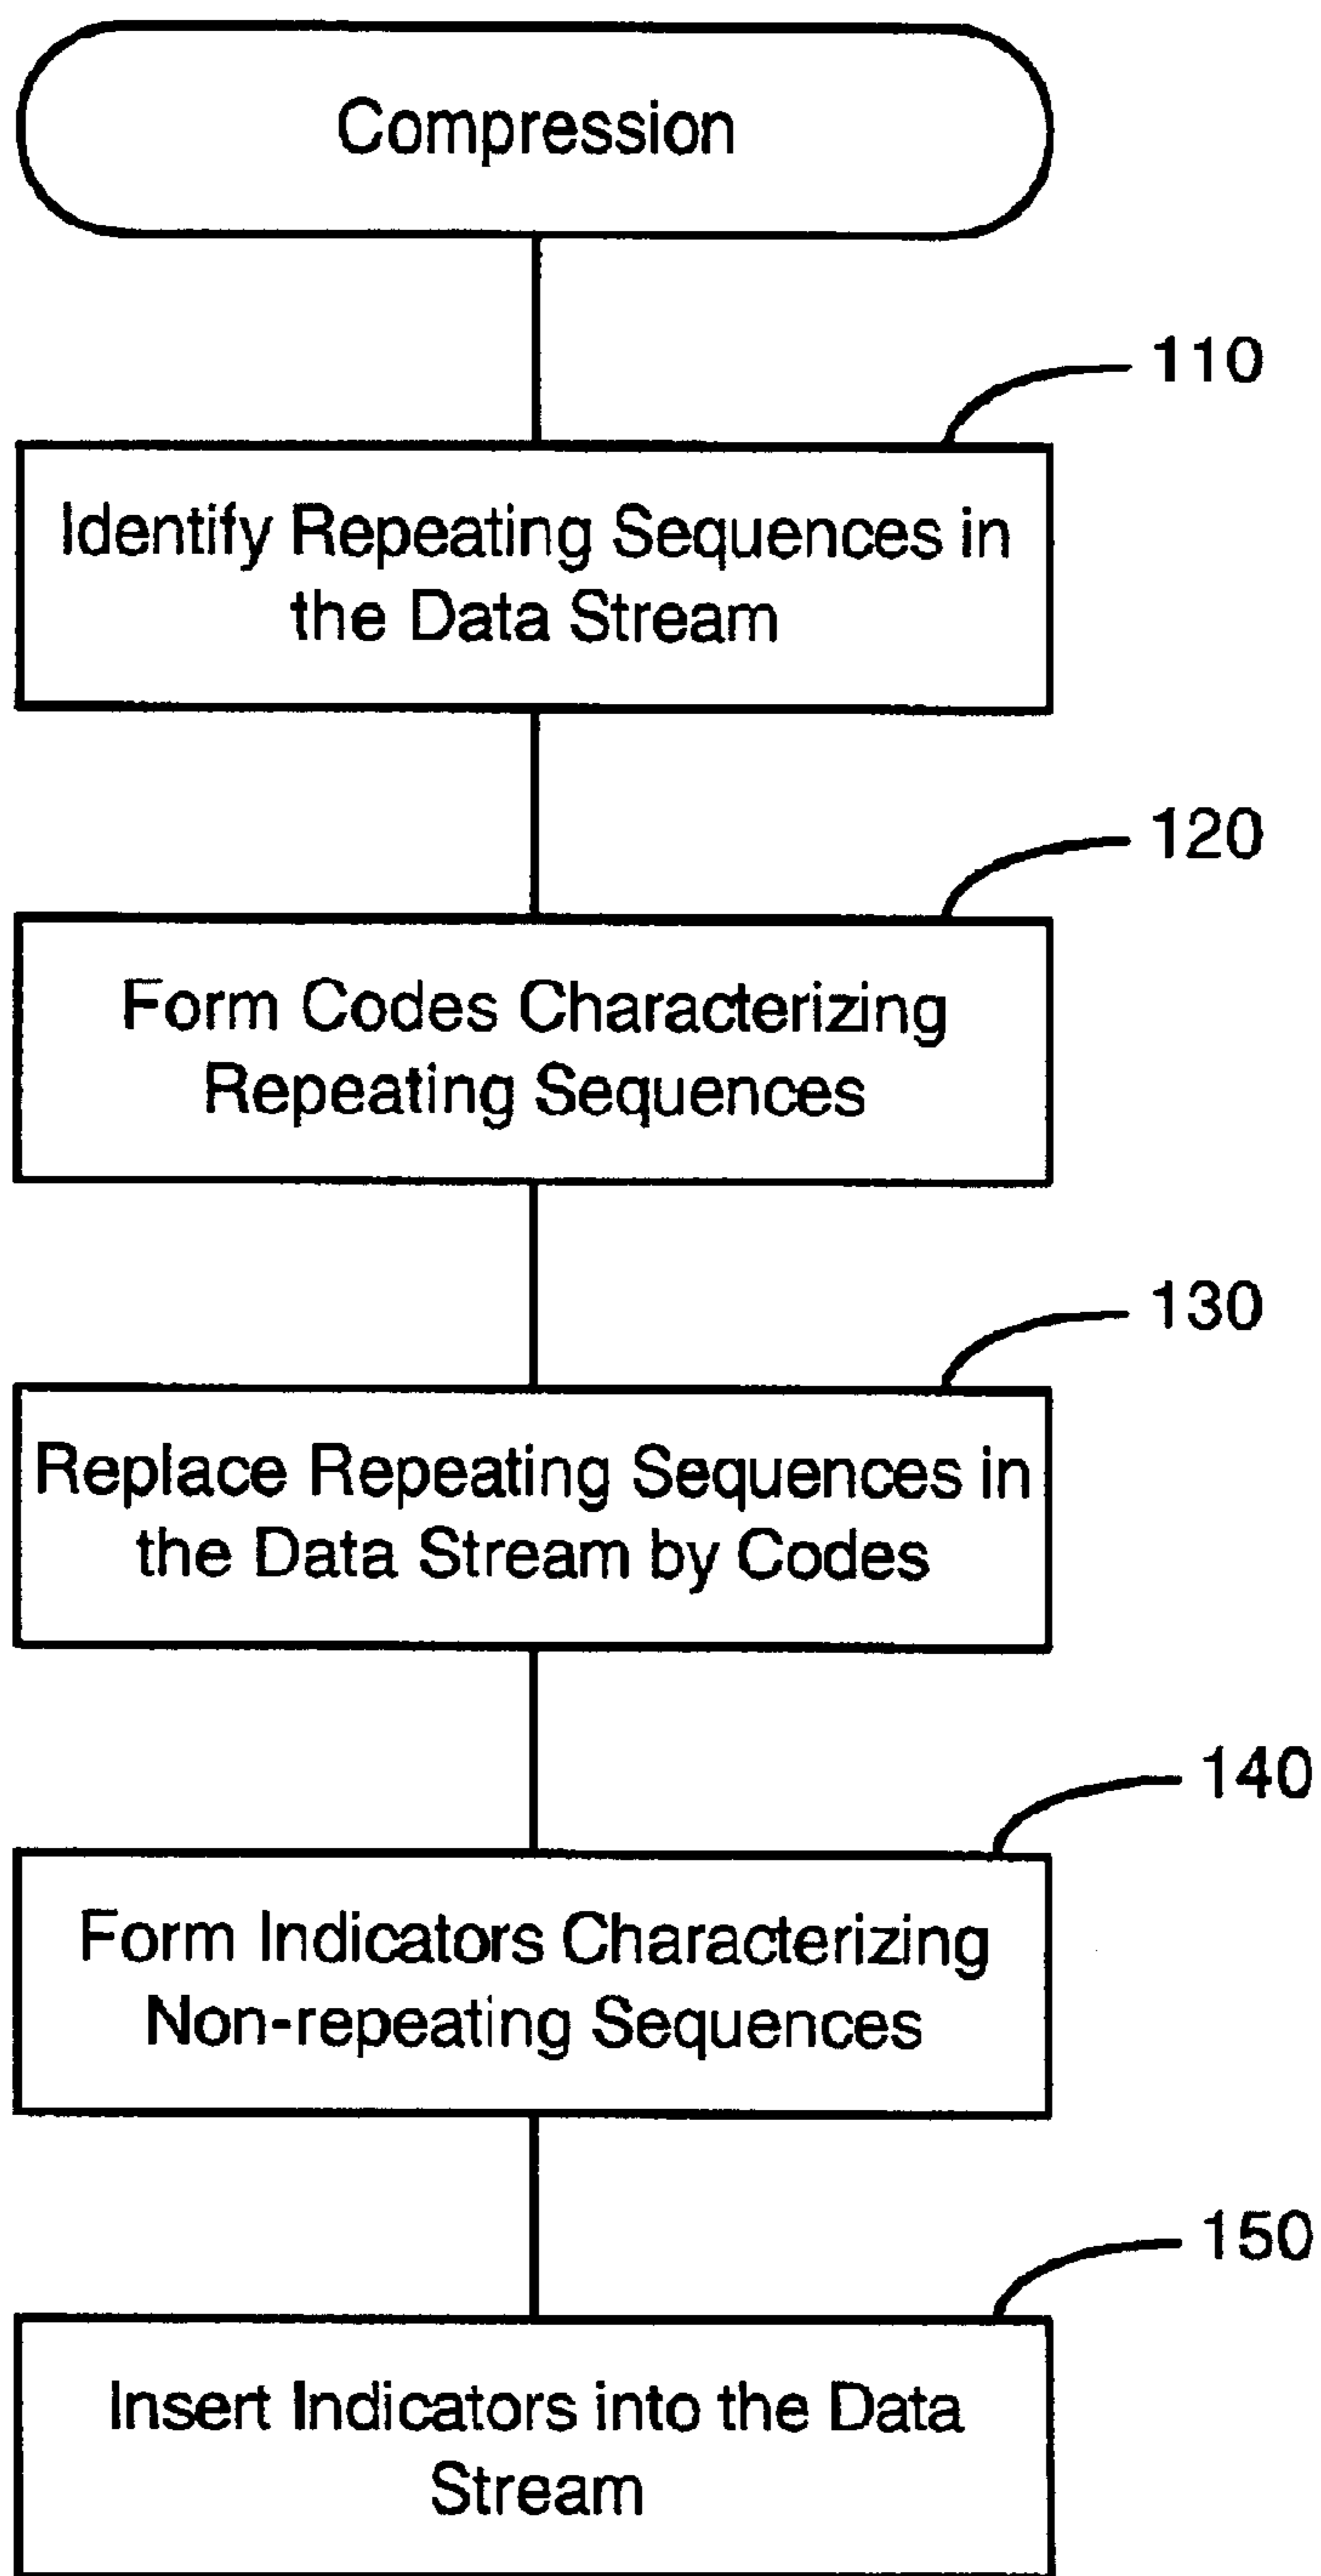 Compression
110
Identify Repeating Sequences in
the Data Stream
120
Form Codes Characterizing
Repeating Sequences
130
Replace Repeating Sequences in
the Data Stream by Codes
140
Form Indicators Characterizing
Non-repeating Sequences
150
Insert Indicators into the Data
Stream